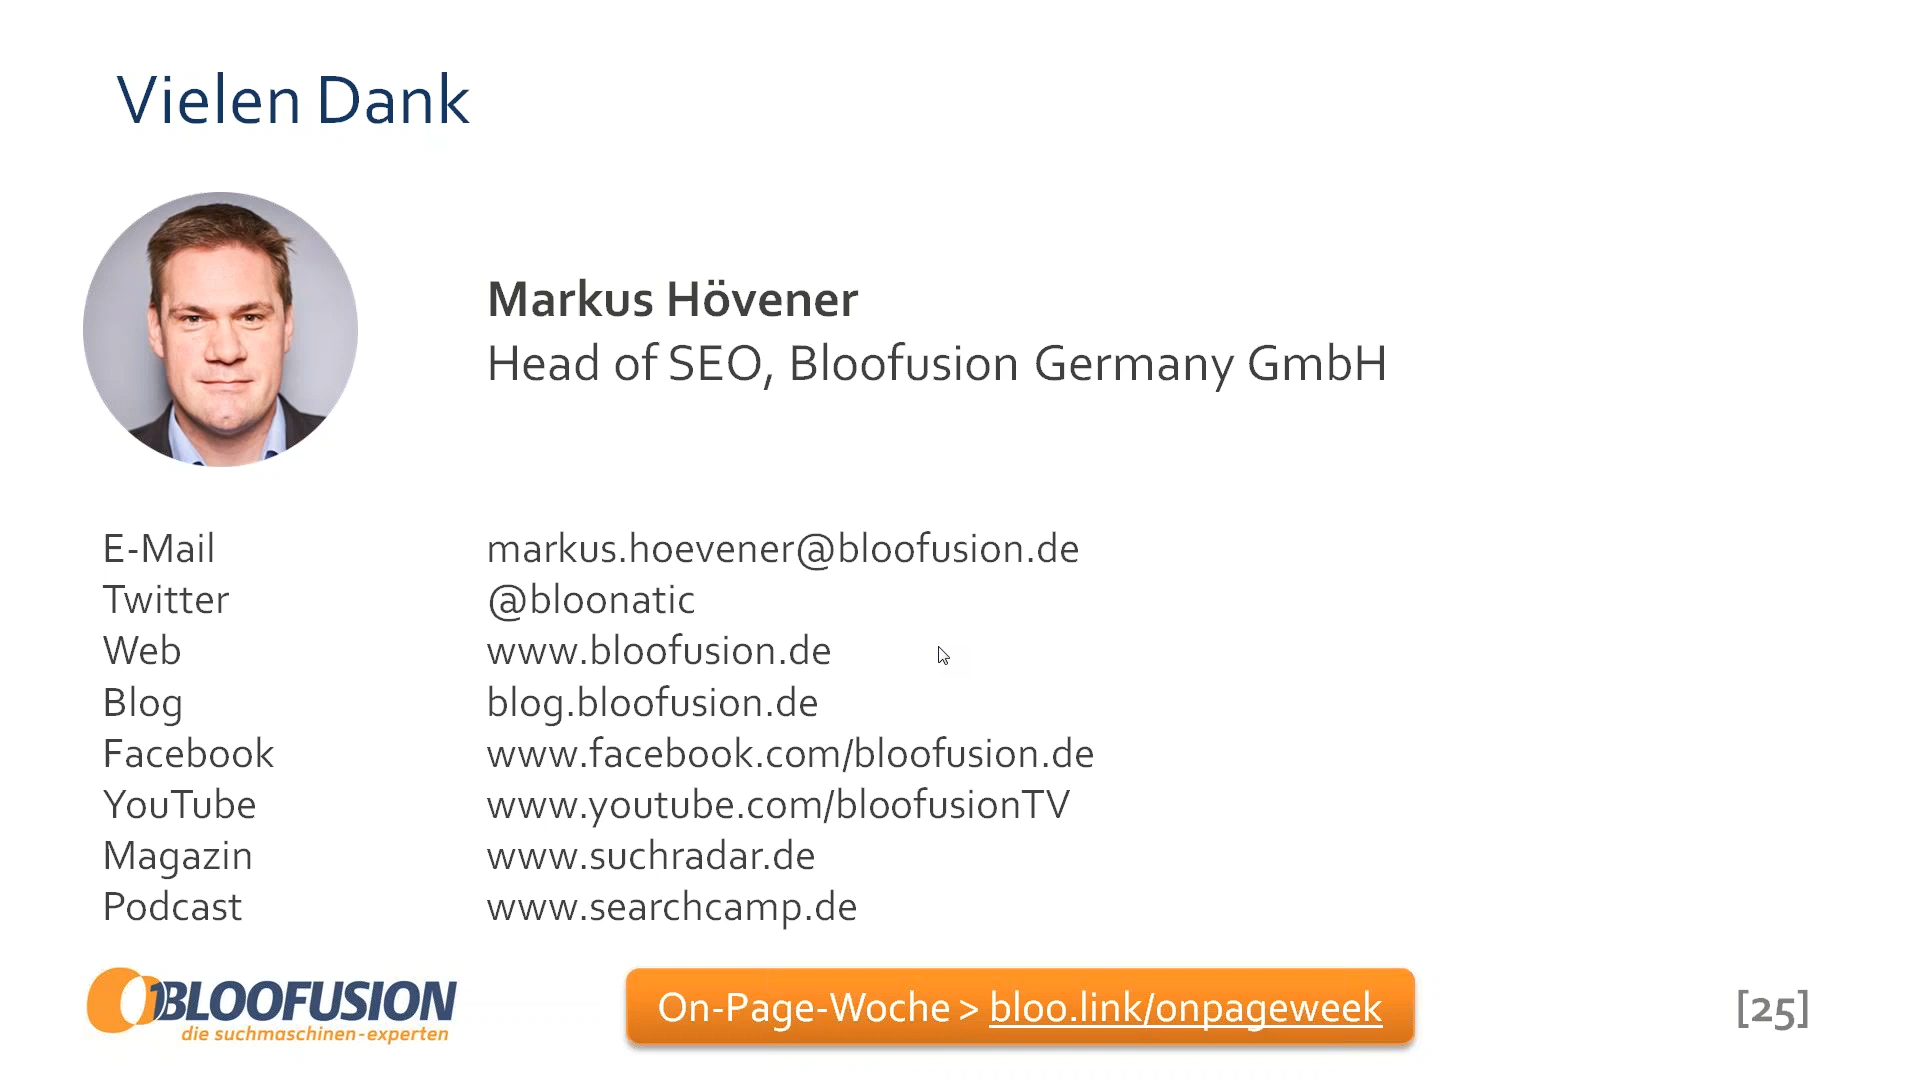 Vielen Dank
Markus Hövener
Head of SEO, Bloofusion Germany GmbH
E-Mail markus.hoevener@bloofusion.de
Twitter @bloonatic
Web www.bloofusion.de
Blog blog.bloofusion.de
Facebook www.facebook.com/bloofusion.de
YouTube www.youtube.com/bloofusionTV
Magazin www.suchradar.de
Podcast www.searchcamp.de
BLOOFUSION
die suchmaschinen-experten
On-Page-Woche > bloo.link/onpageweek
[25]